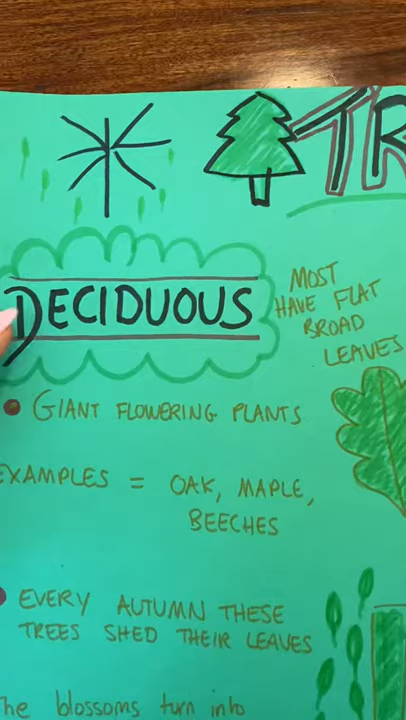 TR
DECIDUOUS
MOST
HAVE FLAT
BROAD
LEAVES
GIANT FLOWERING PLANTS
EXAMPLES = OAK, MAPLE,
BEECHES
EVERY AUTUMN THESE
TREES SHED THEIR LEAVES
The blossoms turn into